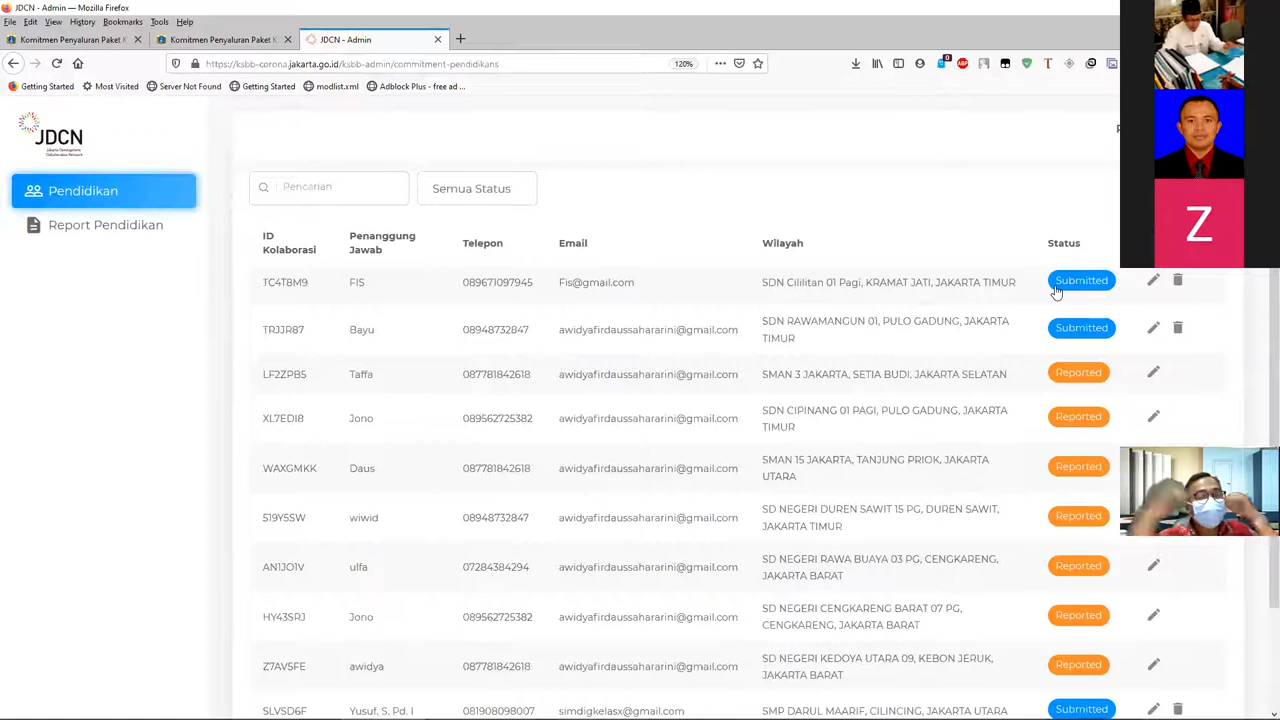 JDCN - Admin — Mozilla Firefox
File Edit View History Bookmarks Tools Help
Komitmen Penyaluran Paket K
Komitmen Penyaluran Paket K
JDCN - Admin
https://ksbb-corona.jakarta.go.id/ksbb-admin/commitment-pendidikans
120%
Getting Started Most Visited Server Not Found Getting Started modlist.xml Adblock Plus - free ad ...
JDCN
Pendidikan
Report Pendidikan
Pencarian
Semua Status
ID Kolaborasi Penanggung Jawab Telepon Email Wilayah Status
TC4T8M9 FIS 089671097945 Fis@gmail.com SDN Cililitan 01 Pagi, KRAMAT JATI, JAKARTA TIMUR Submitted
TRJJR87 Bayu 08948732847 awidyafirdaussahararini@gmail.com SDN RAWAMANGUN 01, PULO GADUNG, JAKARTA TIMUR Submitted
LF2ZPB5 Taffa 087781842618 awidyafirdaussahararini@gmail.com SMAN 3 JAKARTA, SETIA BUDI, JAKARTA SELATAN Reported
XL7EDI8 Jono 089562725382 awidyafirdaussahararini@gmail.com SDN CIPINANG 01 PAGI, PULO GADUNG, JAKARTA TIMUR Reported
WAXGMKK Daus 087781842618 awidyafirdaussahararini@gmail.com SMAN 15 JAKARTA, TANJUNG PRIOK, JAKARTA UTARA Reported
519Y5SW wiwid 08948732847 awidyafirdaussahararini@gmail.com SD NEGERI DUREN SAWIT 15 PG, DUREN SAWIT, JAKARTA TIMUR Reported
AN1JO1V ulfa 07284384294 awidyafirdaussahararini@gmail.com SD NEGERI RAWA BUAYA 03 PG, CENGKARENG, JAKARTA BARAT Reported
HY43SRJ Jono 089562725382 awidyafirdaussahararini@gmail.com SD NEGERI CENGKARENG BARAT 07 PG, CENGKARENG, JAKARTA BARAT Reported
Z7AV5FE awidya 087781842618 awidyafirdaussahararini@gmail.com SD NEGERI KEDOYA UTARA 09, KEBON JERUK, JAKARTA BARAT Reported
SLVSD6F Yusuf, S. Pd. I 081908098007 simdigkelasx@gmail.com SMP DARUL MAARIF, CILINCING, JAKARTA UTARA Submitted
Z